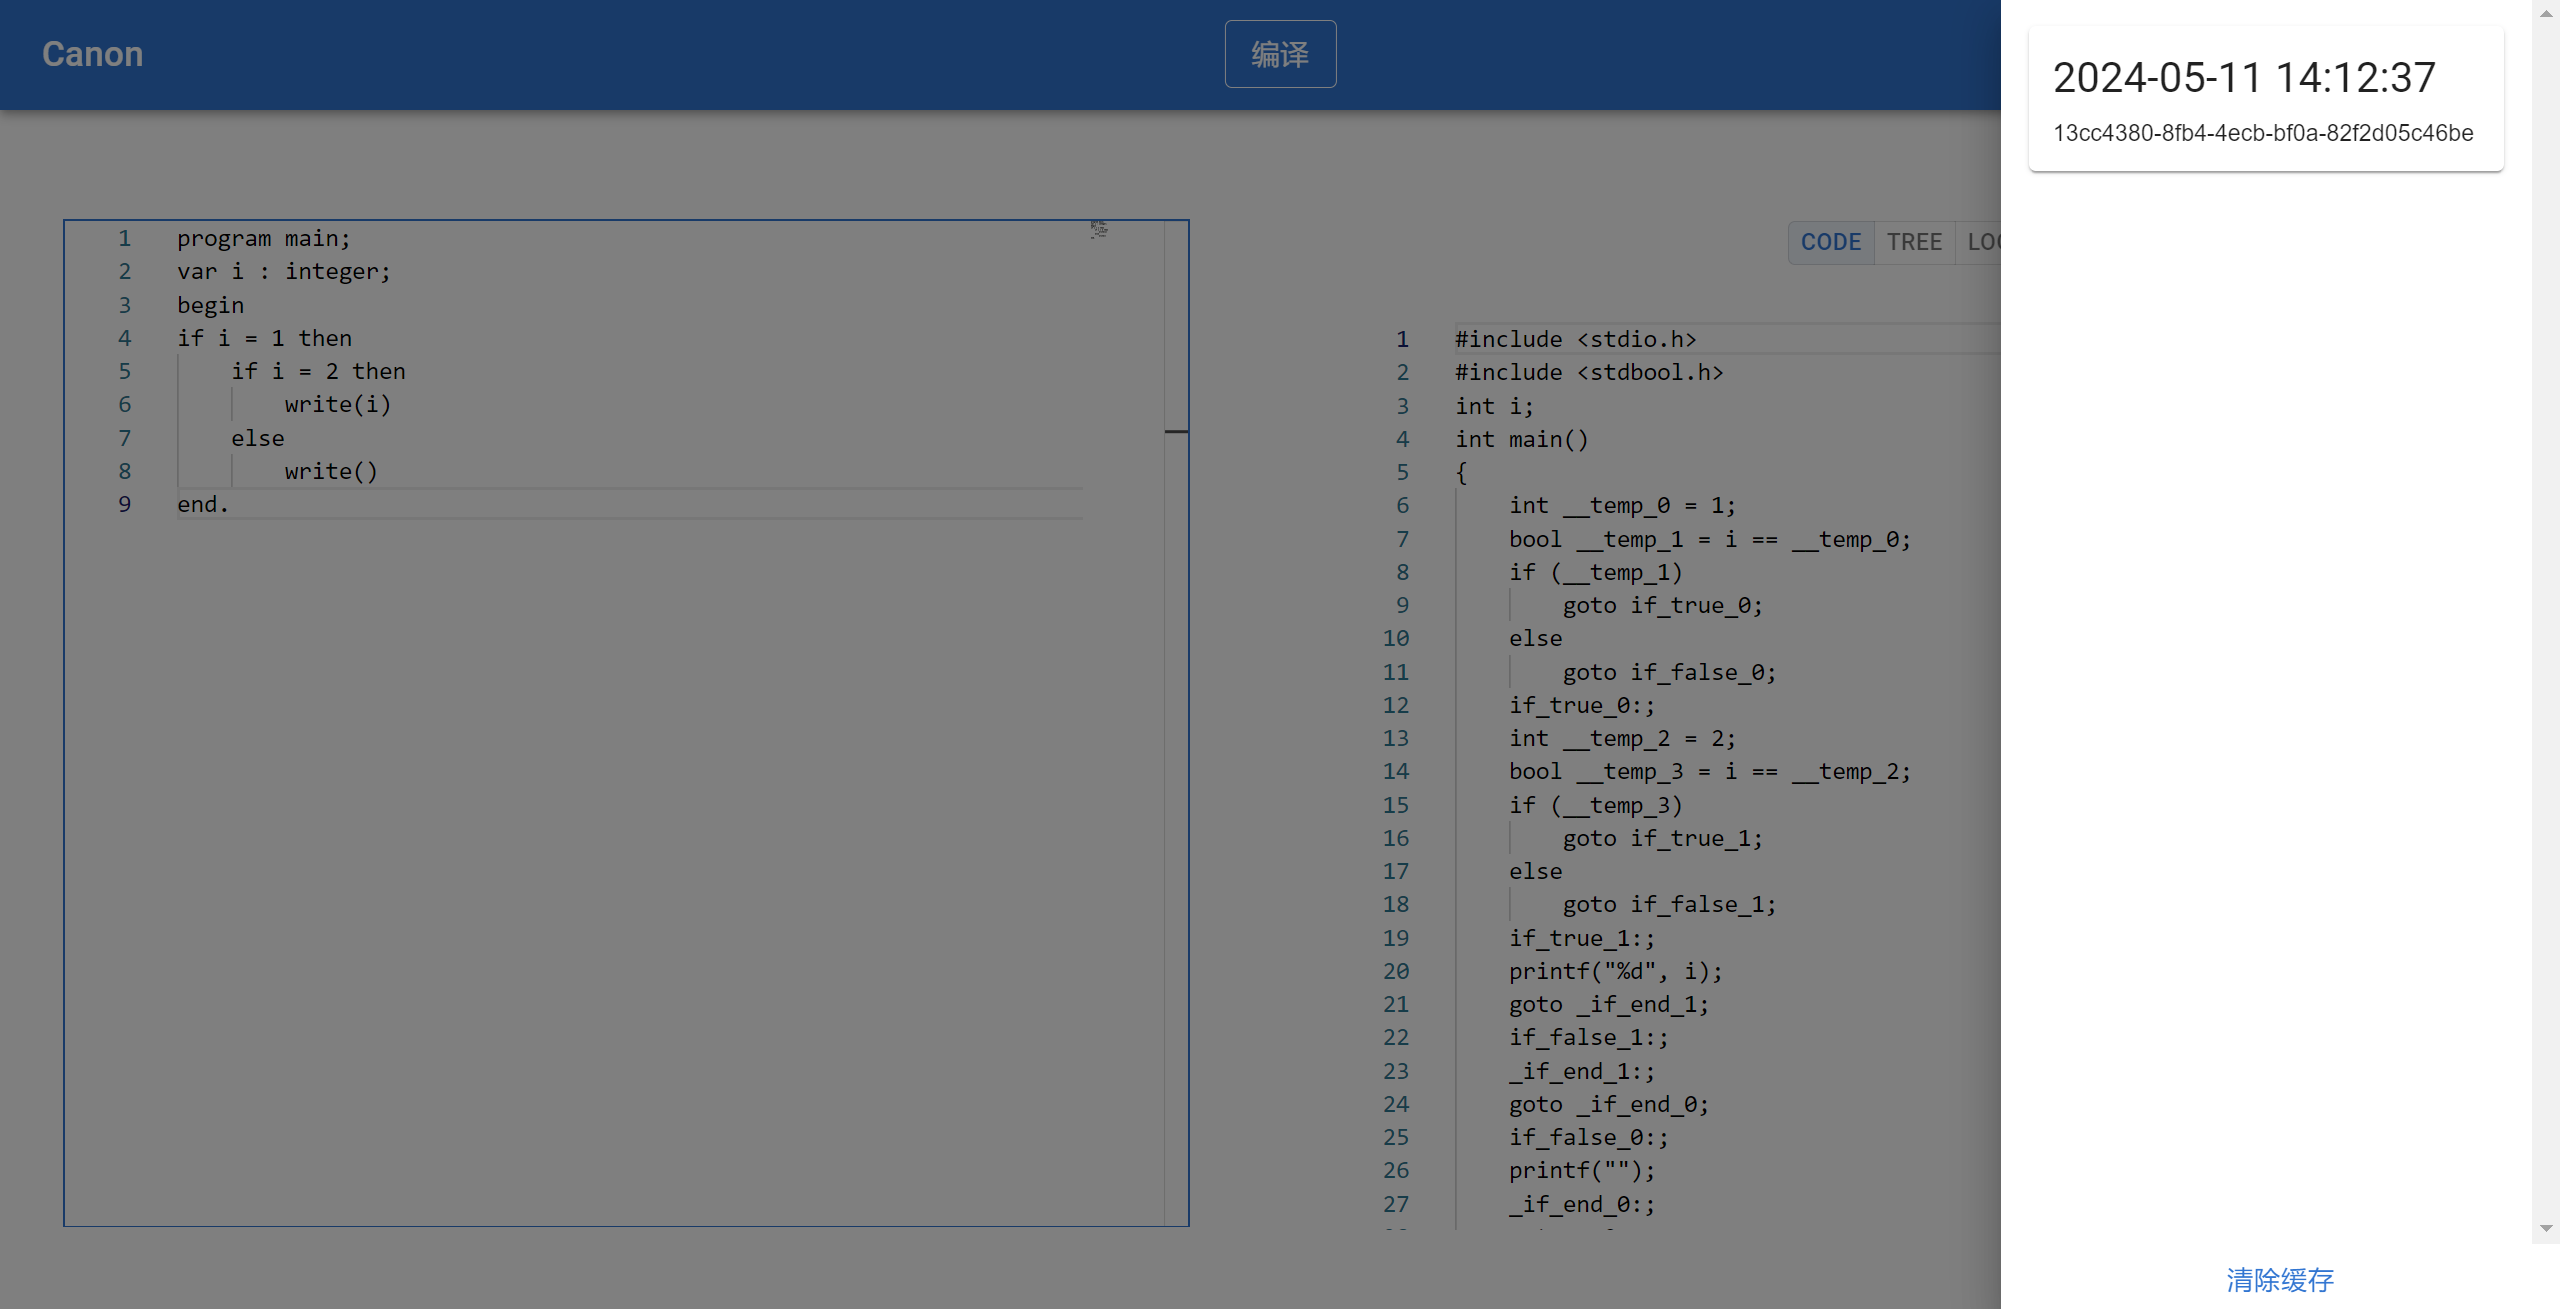 Canon
编译
1 program main;
2 var i : integer;
3 begin
4 if i = 1 then
5 if i = 2 then
6 write(i)
7 else
8 write()
9 end.
CODE TREE LOG
1 #include <stdio.h>
2 #include <stdbool.h>
3 int i;
4 int main()
5 {
6 int __temp_0 = 1;
7 bool __temp_1 = i == __temp_0;
8 if (__temp_1)
9 goto if_true_0;
10 else
11 goto if_false_0;
12 if_true_0:;
13 int __temp_2 = 2;
14 bool __temp_3 = i == __temp_2;
15 if (__temp_3)
16 goto if_true_1;
17 else
18 goto if_false_1;
19 if_true_1:;
20 printf("%d", i);
21 goto _if_end_1;
22 if_false_1:;
23 _if_end_1:;
24 goto _if_end_0;
25 if_false_0:;
26 printf("");
27 _if_end_0:;
2024-05-11 14:12:37
13cc4380-8fb4-4ecb-bf0a-82f2d05c46be
清除缓存